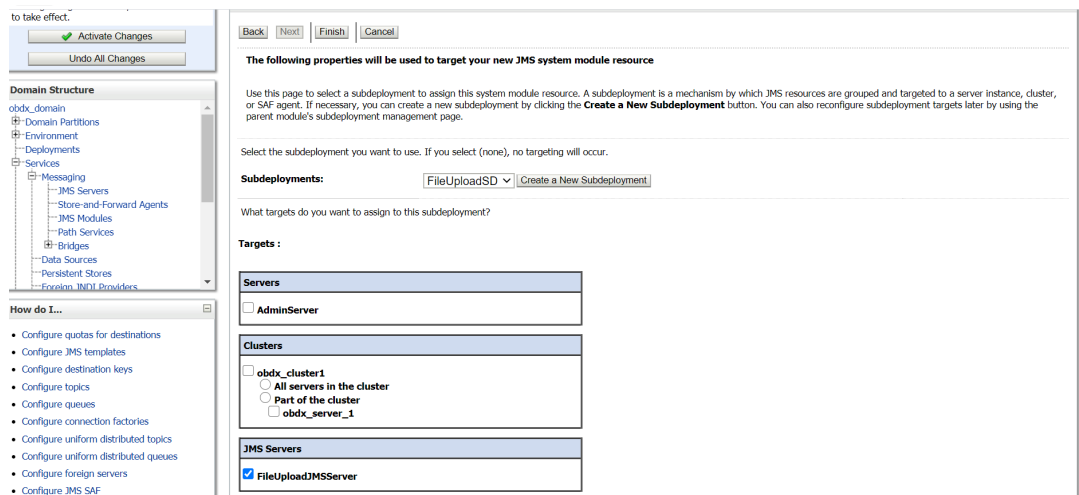 to take effect.
Activate Changes
Undo All Changes
Domain Structure
obdx_domain
Domain Partitions
Environment
Deployments
Services
Messaging
JMS Servers
Store-and-Forward Agents
JMS Modules
Path Services
Bridges
Data Sources
Persistent Stores
Foreign JNDI Providers
How do I...
Configure quotas for destinations
Configure JMS templates
Configure destination keys
Configure topics
Configure queues
Configure connection factories
Configure uniform distributed topics
Configure uniform distributed queues
Configure foreign servers
Configure JMS SAF
Back Next Finish Cancel
The following properties will be used to target your new JMS system module resource
Use this page to select a subdeployment to assign this system module resource. A subdeployment is a mechanism by which JMS resources are grouped and targeted to a server instance, cluster,
or SAF agent. If necessary, you can create a new subdeployment by clicking the Create a New Subdeployment button. You can also reconfigure subdeployment targets later by using the
parent module's subdeployment management page.
Select the subdeployment you want to use. If you select (none), no targeting will occur.
Subdeployments: FileUploadSD Create a New Subdeployment
What targets do you want to assign to this subdeployment?
Targets :
Servers
AdminServer
Clusters
obdx_cluster1
All servers in the cluster
Part of the cluster
obdx_server_1
JMS Servers
FileUploadJMSServer